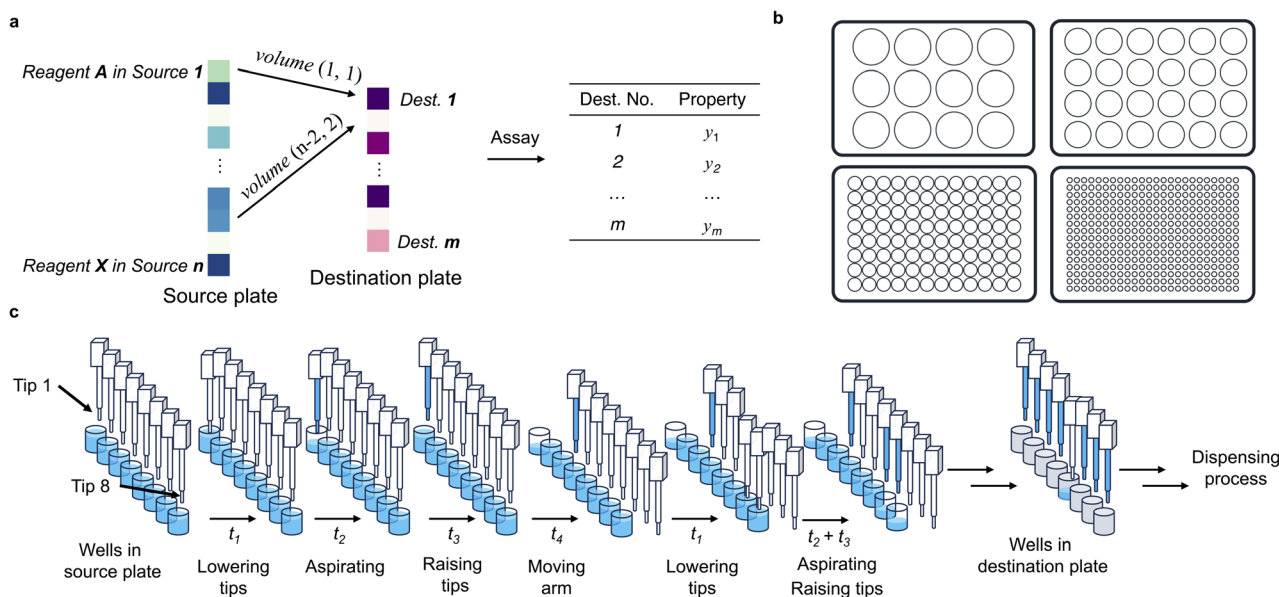 a
Reagent A in Source 1
volume (1, 1)
Dest. 1
volume (n-2, 2)
⋮
⋮
Dest. m
Reagent X in Source n
Source plate
Destination plate
Assay
Dest. No. Property
1 y1
2 y2
... ...
m ym
b
c
Tip 1
Tip 8
Wells in
source plate
t1
Lowering
tips
t2
Aspirating
t3
Raising
tips
t4
Moving
arm
t1
Lowering
tips
t2 + t3
Aspirating
Raising tips
Wells in
destination plate
Dispensing
process